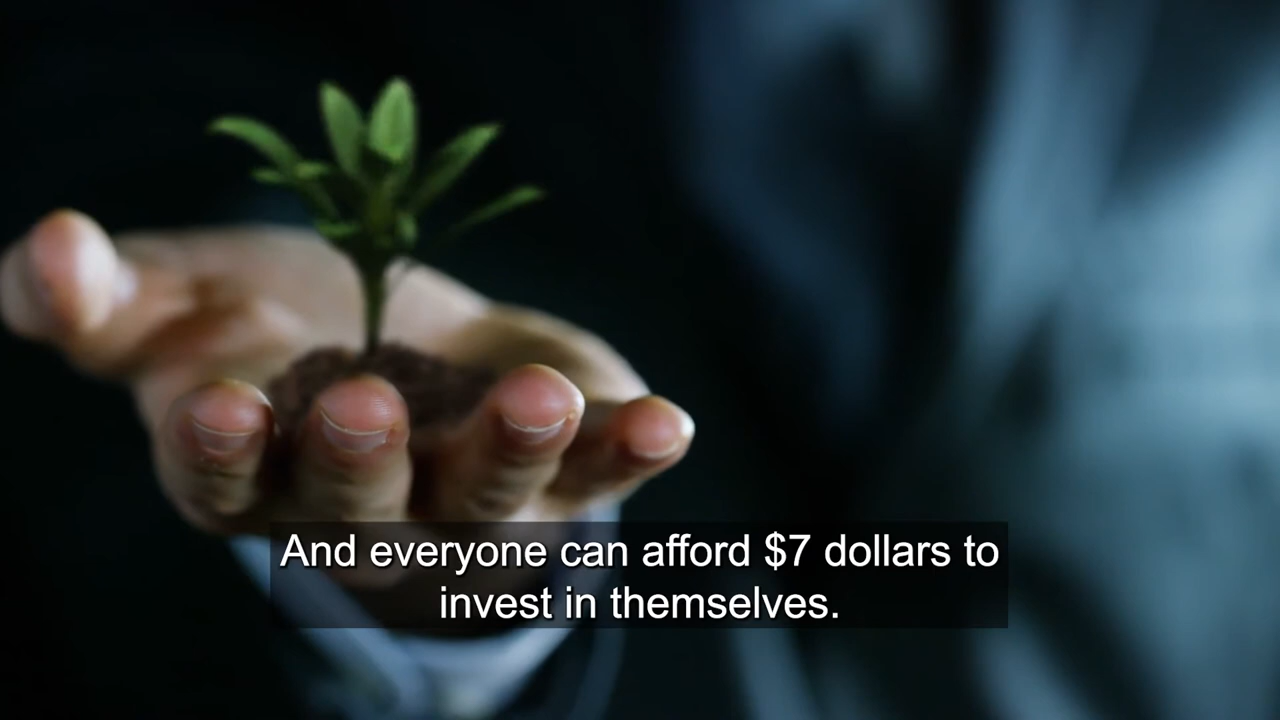 And everyone can afford $7 dollars to
invest in themselves.